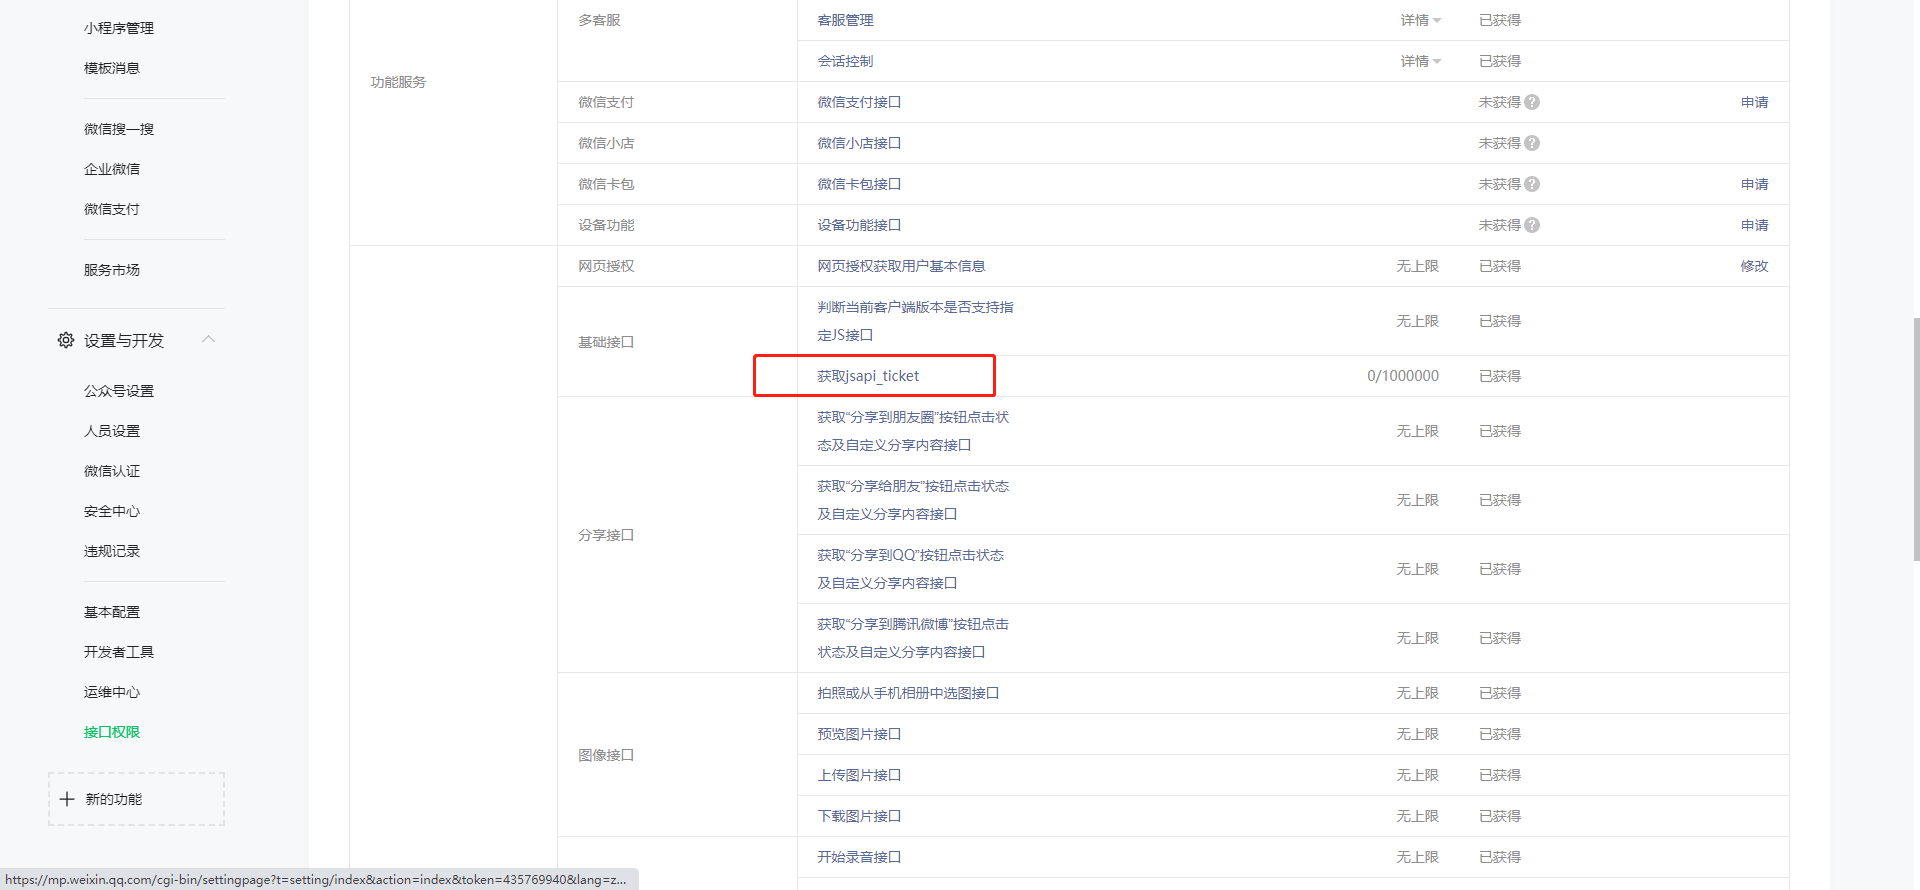 小程序管理
模板消息
微信搜一搜
企业微信
微信支付
服务市场
设置与开发
公众号设置
人员设置
微信认证
安全中心
违规记录
基本配置
开发者工具
运维中心
接口权限
新的功能
功能服务
多客服
客服管理 详情 已获得
会话控制 详情 已获得
微信支付 微信支付接口 未获得 ? 申请
微信小店 微信小店接口 未获得 ?
微信卡包 微信卡包接口 未获得 ? 申请
设备功能 设备功能接口 未获得 ? 申请
网页授权 网页授权获取用户基本信息 无上限 已获得 修改
基础接口
判断当前客户端版本是否支持指
定JS接口 无上限 已获得
获取jsapi_ticket 0/1000000 已获得
分享接口
获取“分享到朋友圈”按钮点击状
态及自定义分享内容接口 无上限 已获得
获取“分享给朋友”按钮点击状态
及自定义分享内容接口 无上限 已获得
获取“分享到QQ”按钮点击状态
及自定义分享内容接口 无上限 已获得
获取“分享到腾讯微博”按钮点击
状态及自定义分享内容接口 无上限 已获得
图像接口
拍照或从手机相册中选图接口 无上限 已获得
预览图片接口 无上限 已获得
上传图片接口 无上限 已获得
下载图片接口 无上限 已获得
开始录音接口 无上限 已获得
https://mp.weixin.qq.com/cgi-bin/settingpage?t=setting/index&action=index&token=435769940&lang=z...